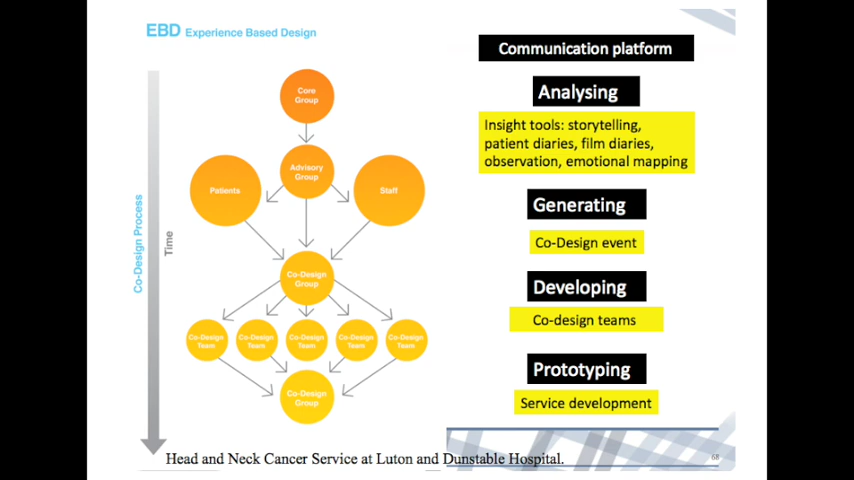 EBD Experience Based Design
Communication platform
Core
Group
Analysing
Insight tools: storytelling,
patient diaries, film diaries,
observation, emotional mapping
Advisory
Group
Patients
Staff
Generating
Co-Design event
Co-Design Process
Time
Co-Design
Group
Developing
Co-design teams
Co-Design
Team
Co-Design
Team
Co-Design
Team
Co-Design
Team
Co-Design
Team
Prototyping
Service development
Co-Design
Group
Head and Neck Cancer Service at Luton and Dunstable Hospital.
68